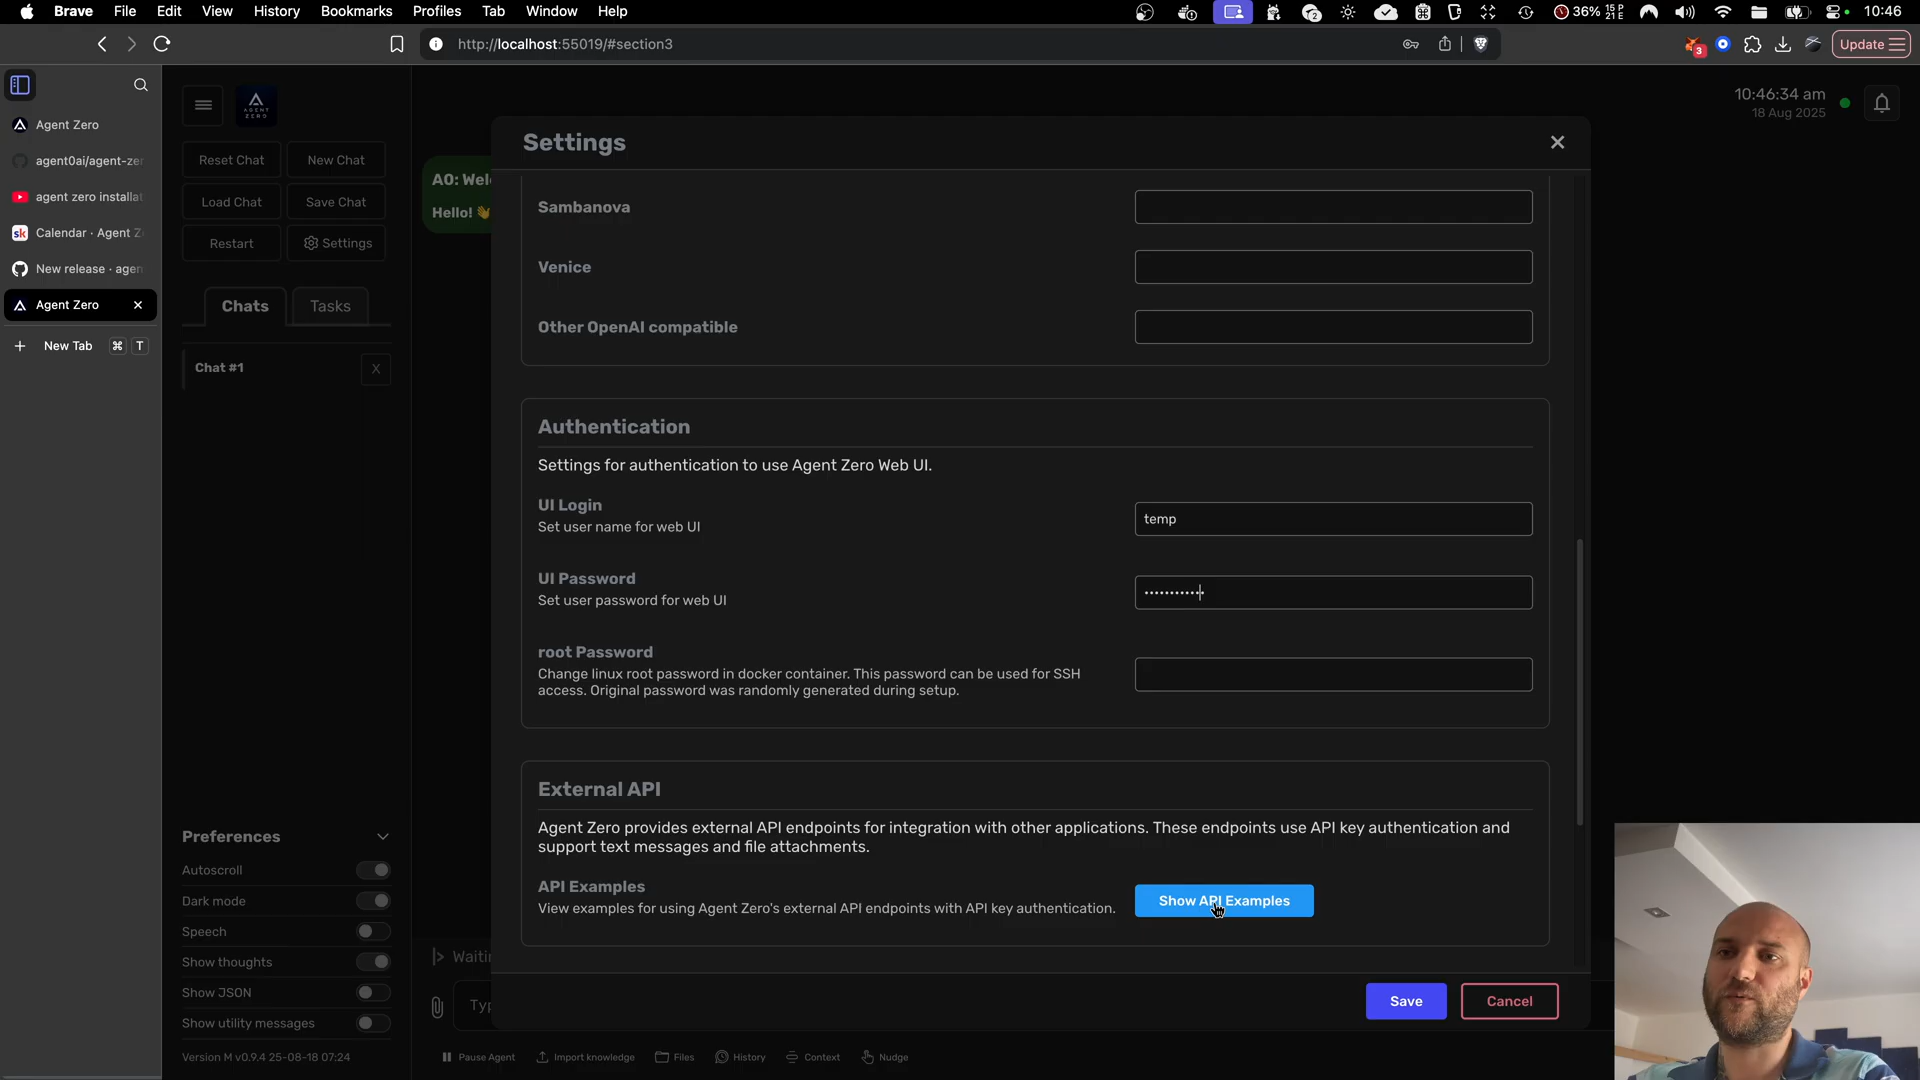 Brave File Edit View History Bookmarks Profiles Tab Window Help
2
36% 15 P 21 E
10:46
http://localhost:55019/#section3
3
Update
Agent Zero
agent0ai/agent-zer
agent zero installat
Calendar · Agent Z
New release · agen
Agent Zero
New Tab ⌘ T
AGENT ZERO
Reset Chat New Chat
Load Chat Save Chat
Restart Settings
Chats Tasks
Chat #1 X
Preferences
Autoscroll
Dark mode
Speech
Show thoughts
Show JSON
Show utility messages
Version M v0.9.4 25-08-18 07:24
10:46:34 am
18 Aug 2025
A0: Wel
Hello! 👋
Settings
Sambanova
Venice
Other OpenAI compatible
Authentication
Settings for authentication to use Agent Zero Web UI.
UI Login
Set user name for web UI
temp
UI Password
Set user password for web UI
••••••••••••
root Password
Change linux root password in docker container. This password can be used for SSH
access. Original password was randomly generated during setup.
External API
Agent Zero provides external API endpoints for integration with other applications. These endpoints use API key authentication and
support text messages and file attachments.
API Examples
View examples for using Agent Zero's external API endpoints with API key authentication.
Show API Examples
Save Cancel
|> Waitin
Typ
Pause Agent Import knowledge Files History Context Nudge